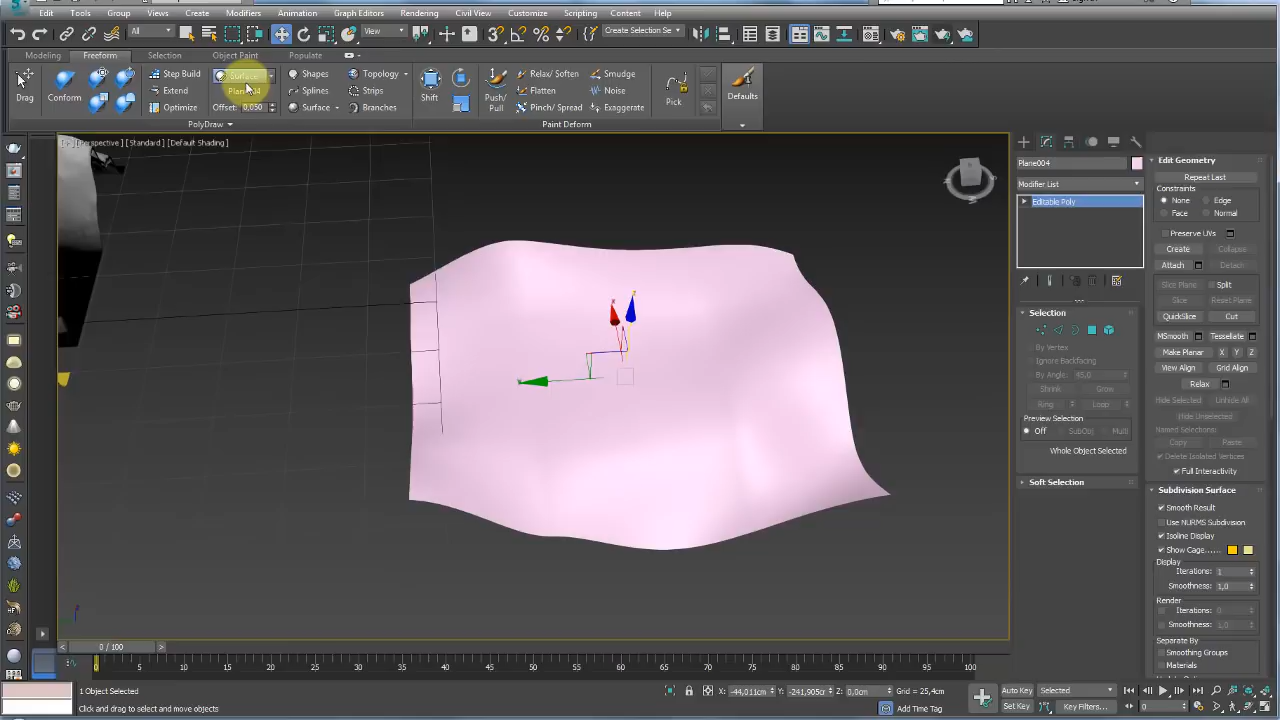 Edit Tools Group Views Create Modifiers Animation Graph Editors Rendering Civil View Customize Scripting Content Help
All View Create Selection Se
Modeling Freeform Selection Object Paint Populate
Drag Conform Step Build Extend Optimize
Surface
Offset: 0,050
Shapes Splines Surface Topology Strips Branches
Shift Push/ Pull Relax/ Soften Flatten Pinch/ Spread Smudge Noise Exaggerate Pick Defaults
PolyDraw Paint Deform
[+] [Perspective] [Standard] [Default Shading]
Plane004
Modifier List
Editable Poly
Selection
By Vertex
Ignore Backfacing
By Angle: 45,0
Shrink Grow
Ring Loop
Preview Selection
Off SubObj Multi
Whole Object Selected
Soft Selection
Edit Geometry
Repeat Last
Constraints
None Edge
Face Normal
Preserve UVs
Create Collapse
Attach Detach
Slice Plane Split
Slice Reset Plane
QuickSlice Cut
MSmooth Tessellate
Make Planar X Y Z
View Align Grid Align
Relax
Hide Selected Unhide All
Hide Unselected
Named Selections:
Copy Paste
Delete Isolated Vertices
Full Interactivity
Subdivision Surface
Smooth Result
Use NURMS Subdivision
Isoline Display
Show Cage......
Display
Iterations: 1
Smoothness: 1,0
Render
Iterations: 0
Smoothness: 1,0
Separate By
Smoothing Groups
Materials
0 / 100
0 5 10 15 20 25 30 35 40 45 50 55 60 65 70 75 80 85 90 95 100
1 Object Selected
Click and drag to select and move objects
X: -44,011cm Y: -241,905cm Z: 0,0cm Grid = 25,4cm
Add Time Tag
Auto Key Selected
Set Key Key Filters... 0